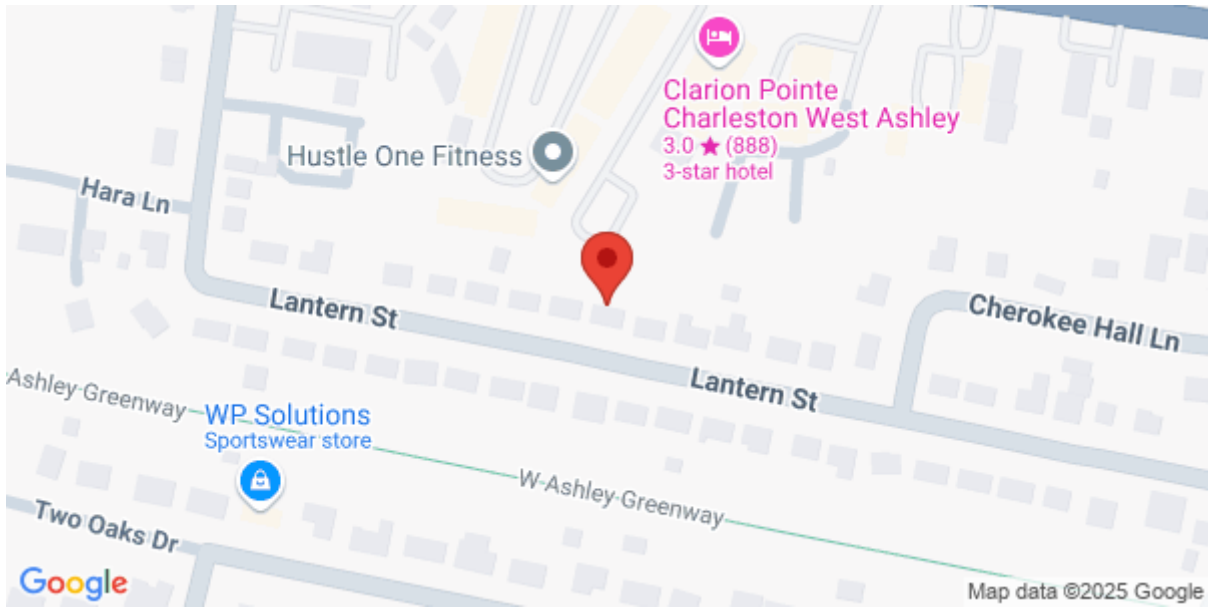 Clarion Pointe
Charleston West Ashley
3.0 ★ (888)
3-star hotel
Hustle One Fitness
Hara Ln
Lantern St
Cherokee Hall Ln
Lantern St
Ashley Greenway
WP Solutions
Sportswear store
W Ashley Greenway
Two Oaks Dr
Google
Map data ©2025 Google